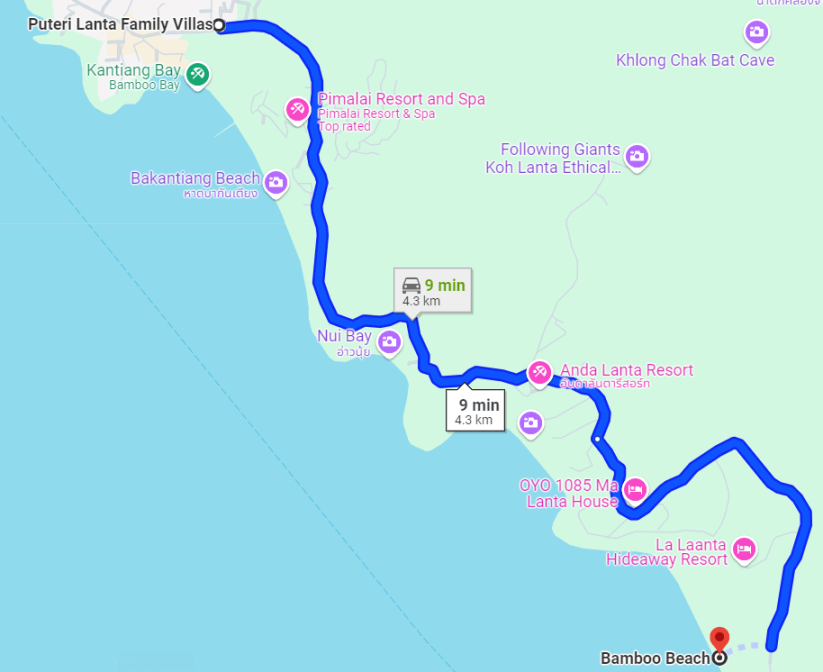 Puteri Lanta Family Villas
Khlong Chak Bat Cave
Kantiang Bay
Bamboo Bay
Pimalai Resort and Spa
Pimalai Resort & Spa
Top rated
Following Giants
Koh Lanta Ethical...
Bakantiang Beach
หาดบากันเตียง
9 min
4.3 km
Nui Bay
อ่าวนุ้ย
Anda Lanta Resort
อันดาลันตารีสอร์ท
9 min
4.3 km
OYO 1085 Ma
Lanta House
La Laanta
Hideaway Resort
Bamboo Beach